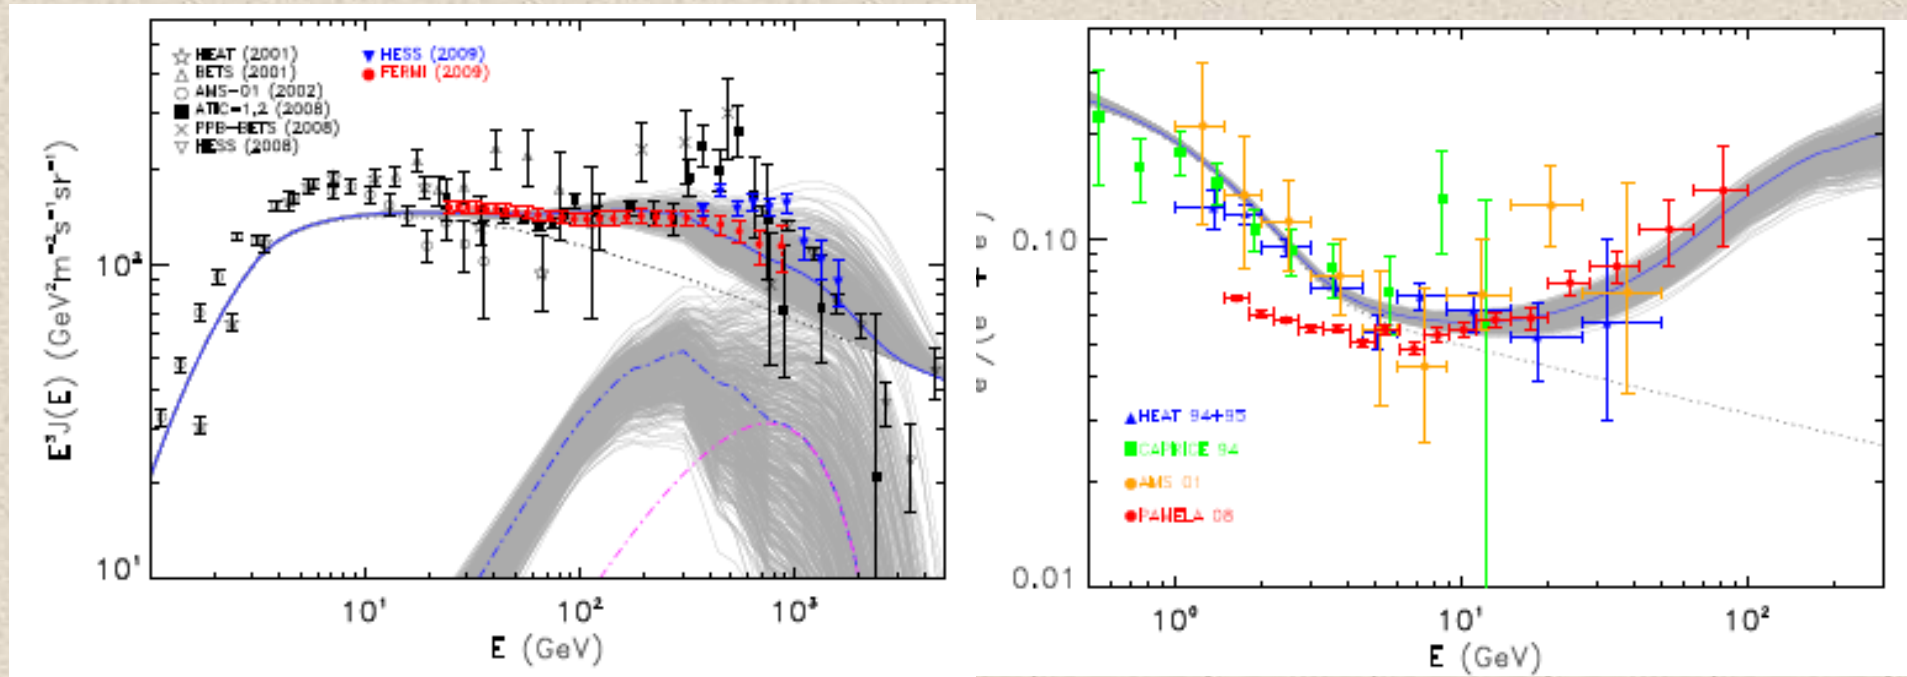 HEAT (2001)
BETS (2001)
AMS-01 (2002)
ATIC-1,2 (2008)
PPB-BETS (2008)
HESS (2008)
HESS (2009)
FERMI (2009)
E³J(E) (GeV²m⁻²s⁻¹sr⁻¹)
10²
10¹
10¹ 10² 10³
E (GeV)
0.10
0.01
HEAT 94+95
CAPRICE 94
AMS 01
PAMELA 08
10⁰ 10¹ 10²
E (GeV)